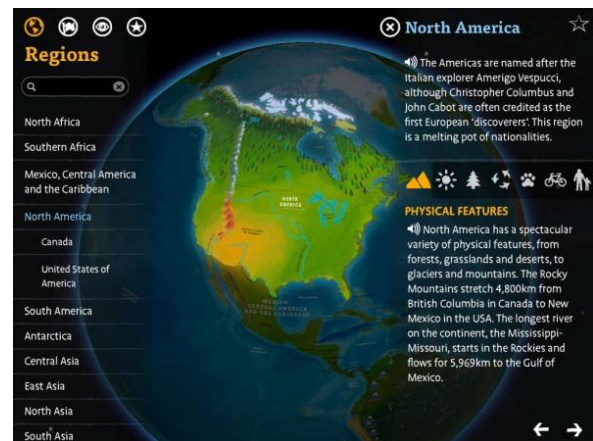 Regions
North Africa
Southern Africa
Mexico, Central America
and the Caribbean
North America
Canada
United States of
America
South America
Antarctica
Central Asia
East Asia
North Asia
South Asia
NORTH
AMERICA
MEXICO,
CENTRAL AMERICA
AND THE CARIBBEAN
North America
The Americas are named after the
Italian explorer Amerigo Vespucci,
although Christopher Columbus and
John Cabot are often credited as the
first European ‘discoverers’. This region
is a melting pot of nationalities.
PHYSICAL FEATURES
North America has a spectacular
variety of physical features, from
forests, grasslands and deserts, to
glaciers and mountains. The Rocky
Mountains stretch 4,800km from
British Columbia in Canada to New
Mexico in the USA. The longest river
on the continent, the Mississippi-
Missouri, starts in the Rockies and
flows for 5,969km to the Gulf of
Mexico.